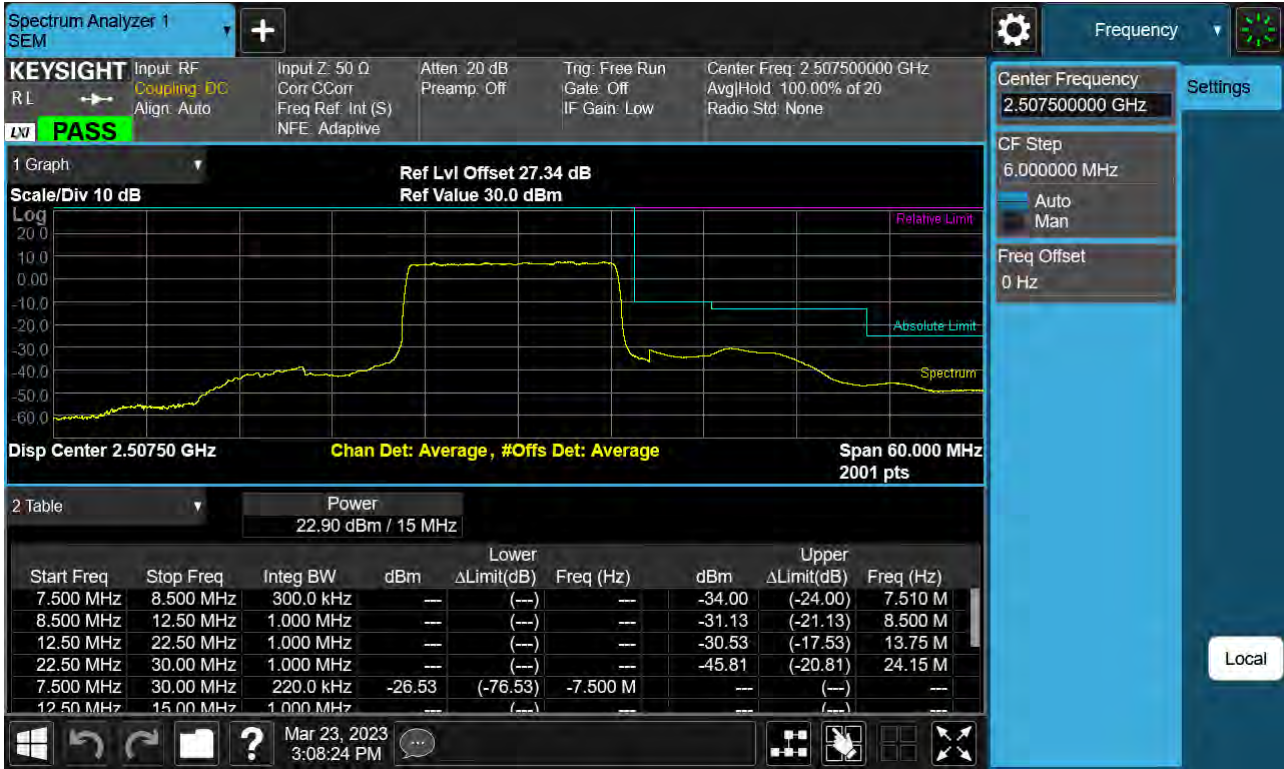 Spectrum Analyzer 1
SEM
Frequency
KEYSIGHT
RL
LXI
PASS
Input: RF
Coupling: DC
Align: Auto
Input Z: 50 Ω
Corr CCorr
Freq Ref: Int (S)
NFE: Adaptive
Atten: 20 dB
Preamp: Off
Trig: Free Run
Gate: Off
IF Gain: Low
Center Freq: 2.507500000 GHz
Avg|Hold: 100.00% of 20
Radio Std: None
Center Frequency
2.507500000 GHz
Settings
CF Step
6.000000 MHz
Auto
Man
Freq Offset
0 Hz
1 Graph
Scale/Div 10 dB
Ref Lvl Offset 27.34 dB
Ref Value 30.0 dBm
Log
20.0
10.0
0.00
-10.0
-20.0
-30.0
-40.0
-50.0
-60.0
Relative Limit
Absolute Limit
Spectrum
Disp Center 2.50750 GHz
Chan Det: Average, #Offs Det: Average
Span 60.000 MHz
2001 pts
2 Table
Power
22.90 dBm / 15 MHz
Lower Upper
Start Freq Stop Freq Integ BW dBm ΔLimit(dB) Freq (Hz) dBm ΔLimit(dB) Freq (Hz)
7.500 MHz 8.500 MHz 300.0 kHz --- (---) --- -34.00 (-24.00) 7.510 M
8.500 MHz 12.50 MHz 1.000 MHz --- (---) --- -31.13 (-21.13) 8.500 M
12.50 MHz 22.50 MHz 1.000 MHz --- (---) --- -30.53 (-17.53) 13.75 M
22.50 MHz 30.00 MHz 1.000 MHz --- (---) --- -45.81 (-20.81) 24.15 M
7.500 MHz 30.00 MHz 220.0 kHz -26.53 (-76.53) -7.500 M --- (---) ---
12.50 MHz 15.00 MHz 1.000 MHz --- (---) --- --- (---) ---
Local
?
Mar 23, 2023
3:08:24 PM